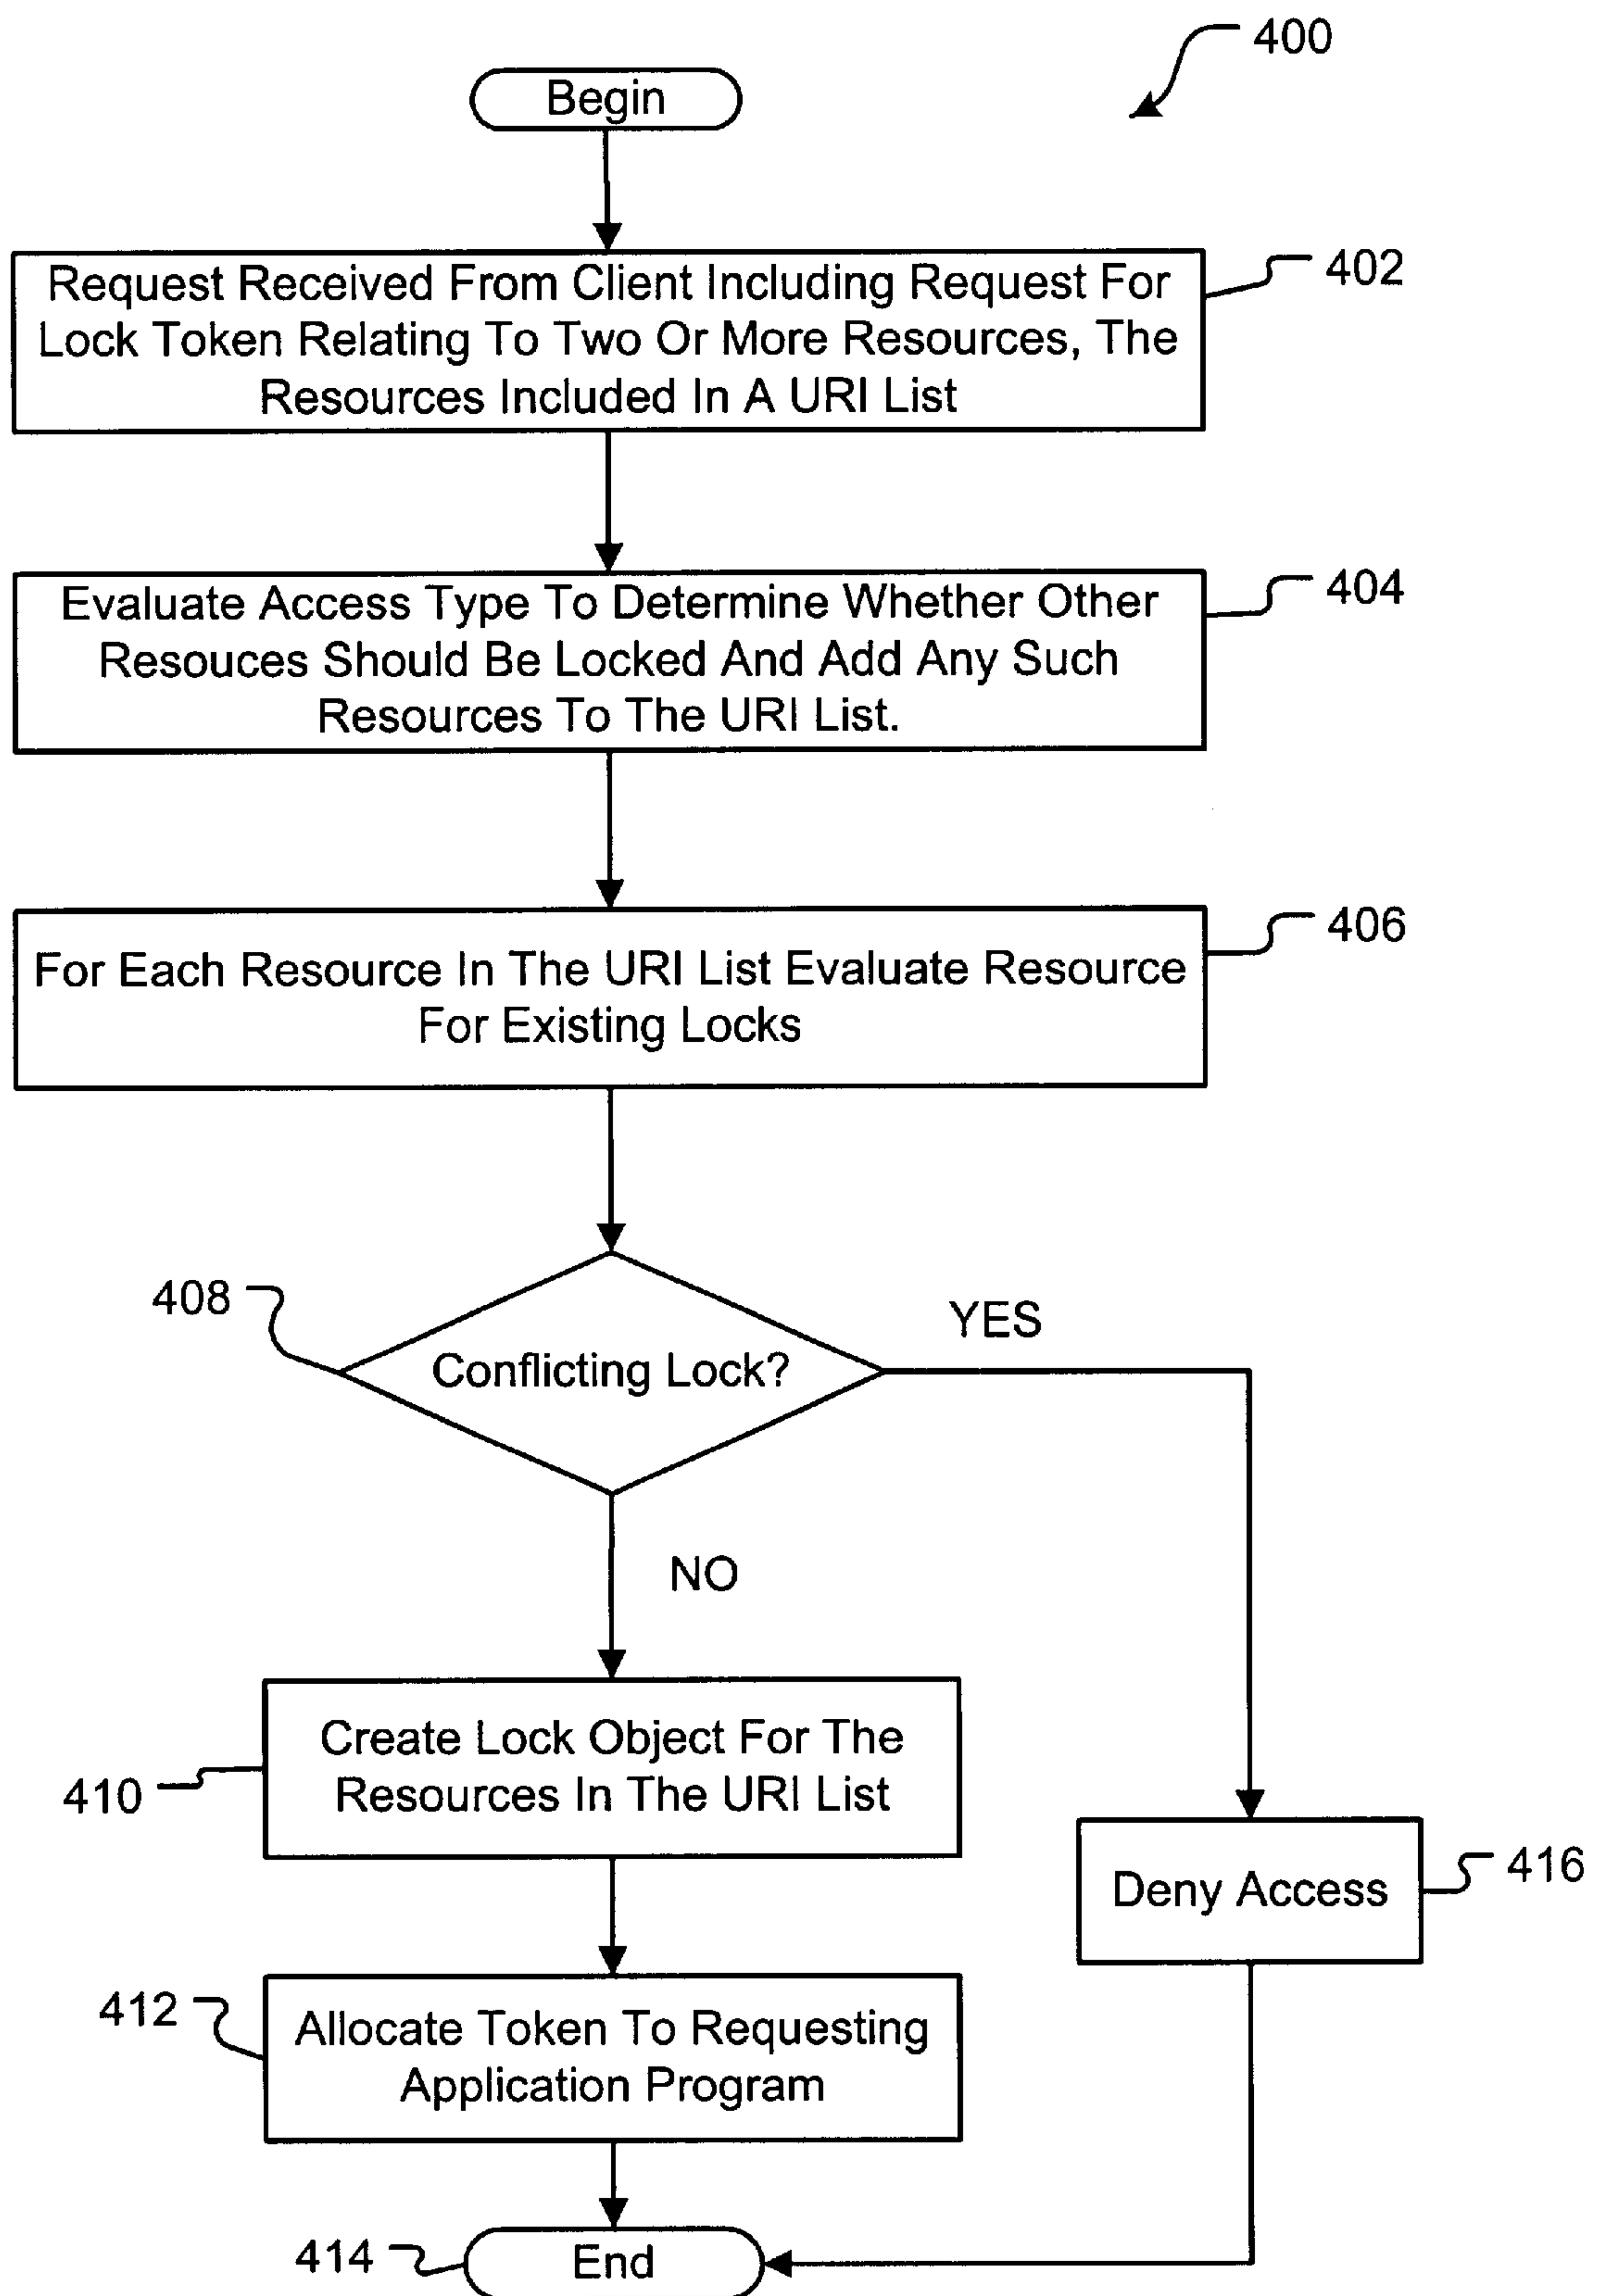 400
Begin
Request Received From Client Including Request For
Lock Token Relating To Two Or More Resources, The
Resources Included In A URI List
402
Evaluate Access Type To Determine Whether Other
Resouces Should Be Locked And Add Any Such
Resources To The URI List.
404
For Each Resource In The URI List Evaluate Resource
For Existing Locks
406
408
Conflicting Lock?
YES
NO
Create Lock Object For The
Resources In The URI List
410
Deny Access
416
412
Allocate Token To Requesting
Application Program
414
End